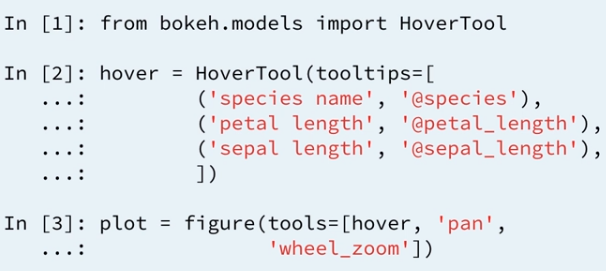 In [1]: from bokeh.models import HoverTool
In [2]: hover = HoverTool(tooltips=[
   ...:         ('species name', '@species'),
   ...:         ('petal length', '@petal_length'),
   ...:         ('sepal length', '@sepal_length'),
   ...:         ])
In [3]: plot = figure(tools=[hover, 'pan',
   ...:               'wheel_zoom'])